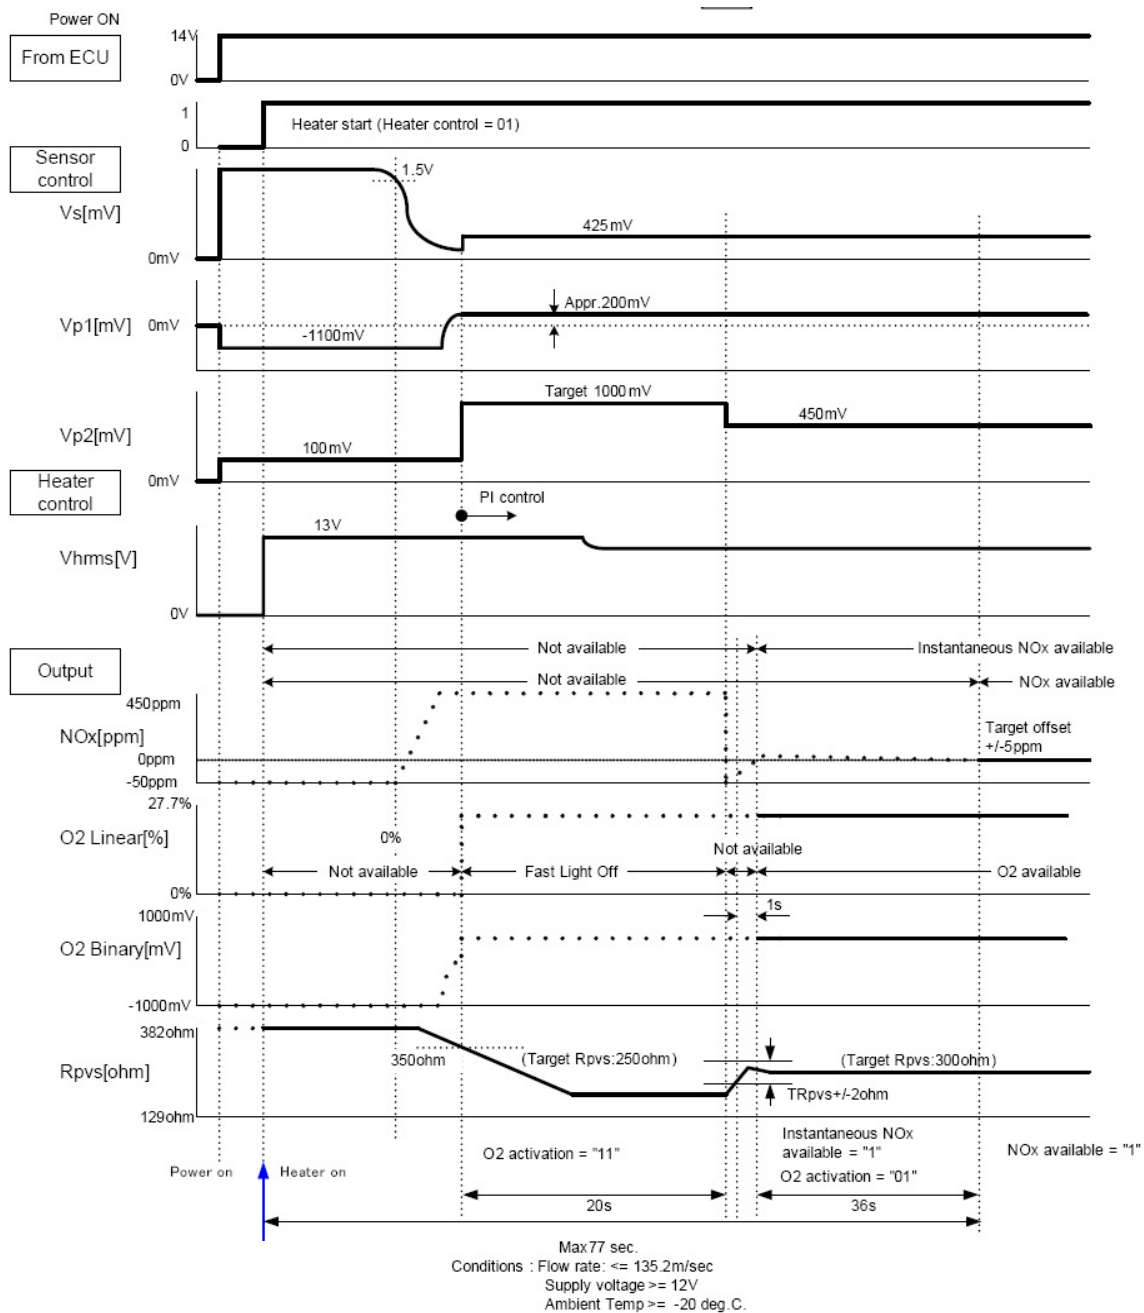 Power ON
From ECU
14V
0V
1
0
Heater start (Heater control = 01)
Sensor control
1.5V
Vs[mV]
425mV
0mV
Appr.200mV
Vp1[mV]
0mV
-1100mV
Target 1000mV
450mV
Vp2[mV]
100mV
0mV
Heater control
PI control
13V
Vhrms[V]
0V
Not available
Instantaneous NOx available
Output
Not available
NOx available
450ppm
NOx[ppm]
Target offset
+/-5ppm
0ppm
-50ppm
27.7%
O2 Linear[%]
0%
Not available
Not available
Fast Light Off
O2 available
0%
1000mV
1s
O2 Binary[mV]
-1000mV
382ohm
350ohm
(Target Rpvs:250ohm)
(Target Rpvs:300ohm)
Rpvs[ohm]
TRpvs+/-2ohm
129ohm
Instantaneous NOx
available = "1"
O2 activation = "11"
NOx available = "1"
Power on
Heater on
O2 activation = "01"
20s
36s
Max77 sec.
Conditions : Flow rate: <= 135.2m/sec
Supply voltage >= 12V
Ambient Temp >= -20 deg.C.